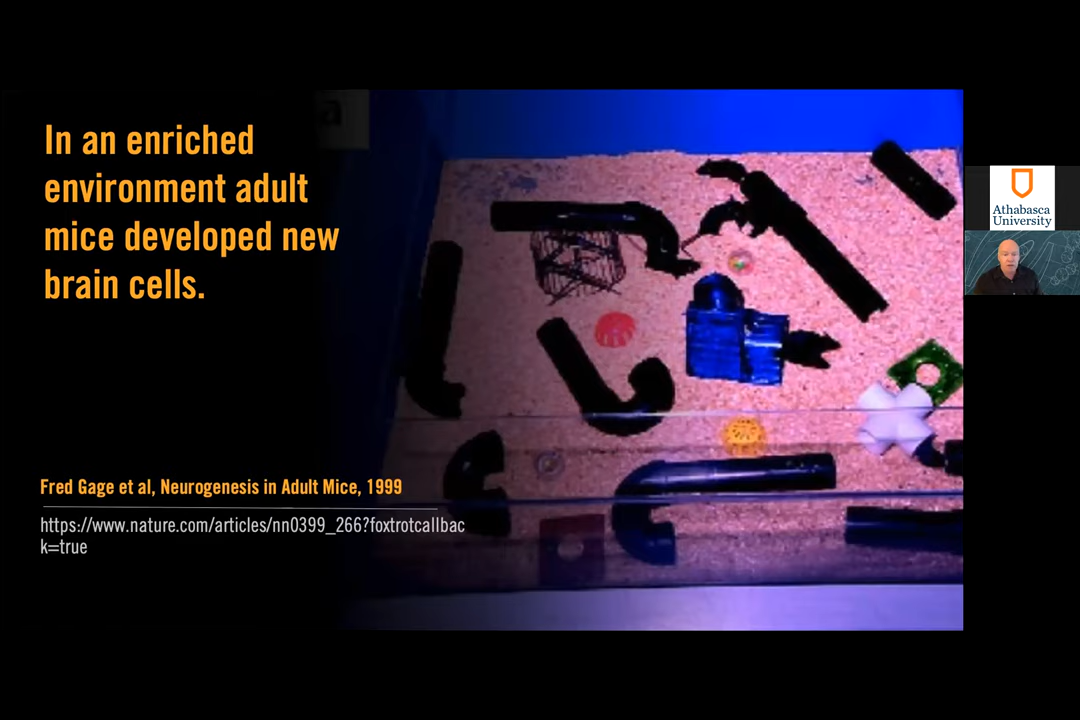 In an enriched
environment adult
mice developed new
brain cells.
Fred Gage et al, Neurogenesis in Adult Mice, 1999
https://www.nature.com/articles/nn0399_266?foxtrotcallbac
k=true
Athabasca
University